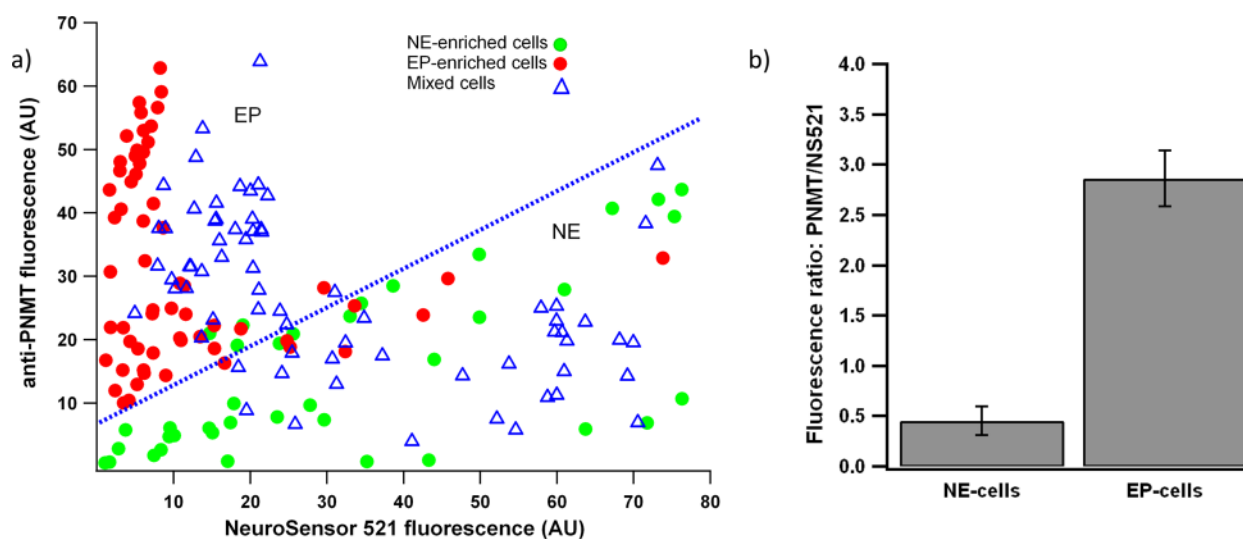 a)
anti-PNMT fluorescence (AU)
70
60
50
40
30
20
10
NE-enriched cells
EP-enriched cells
Mixed cells
EP
NE
10 20 30 40 50 60 70 80
NeuroSensor 521 fluorescence (AU)
b)
Fluorescence ratio: PNMT/NS521
4.0
3.5
3.0
2.5
2.0
1.5
1.0
0.5
0.0
NE-cells EP-cells